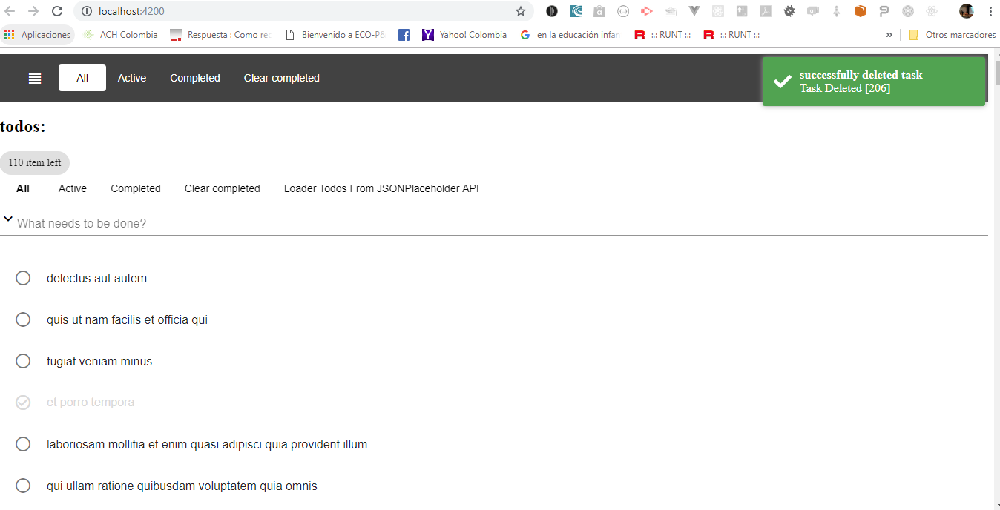 localhost:4200
Aplicaciones
ACH Colombia
Respuesta : Como re
Bienvenido a ECO-P8
Yahoo! Colombia
en la educación infan
:.: RUNT :.:
:.: RUNT :.:
»
Otros marcadores
All
Active
Completed
Clear completed
successfully deleted task
Task Deleted [206]
todos:
110 item left
All
Active
Completed
Clear completed
Loader Todos From JSONPlaceholder API
What needs to be done?
delectus aut autem
quis ut nam facilis et officia qui
fugiat veniam minus
et porro tempora
laboriosam mollitia et enim quasi adipisci quia provident illum
qui ullam ratione quibusdam voluptatem quia omnis